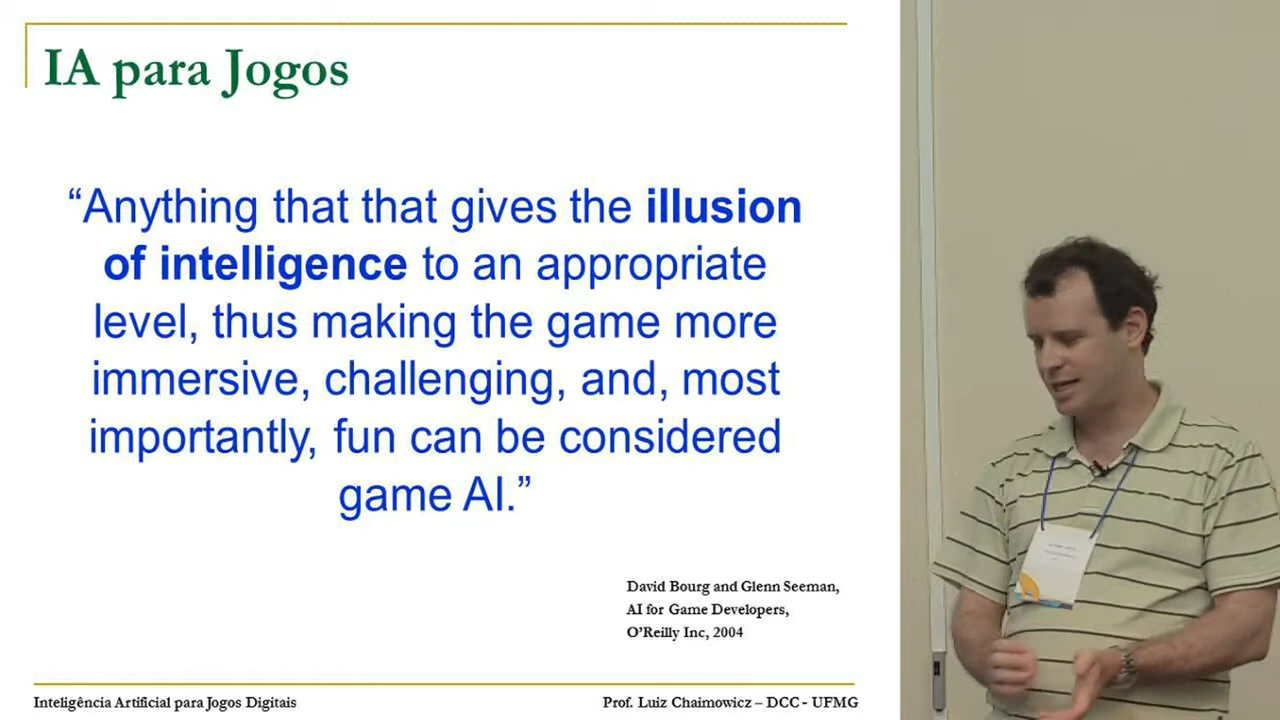 IA para Jogos
“Anything that that gives the illusion
of intelligence to an appropriate
level, thus making the game more
immersive, challenging, and, most
importantly, fun can be considered
game AI.”
David Bourg and Glenn Seeman,
AI for Game Developers,
O’Reilly Inc, 2004
Inteligência Artificial para Jogos Digitais
Prof. Luiz Chaimowicz – DCC - UFMG